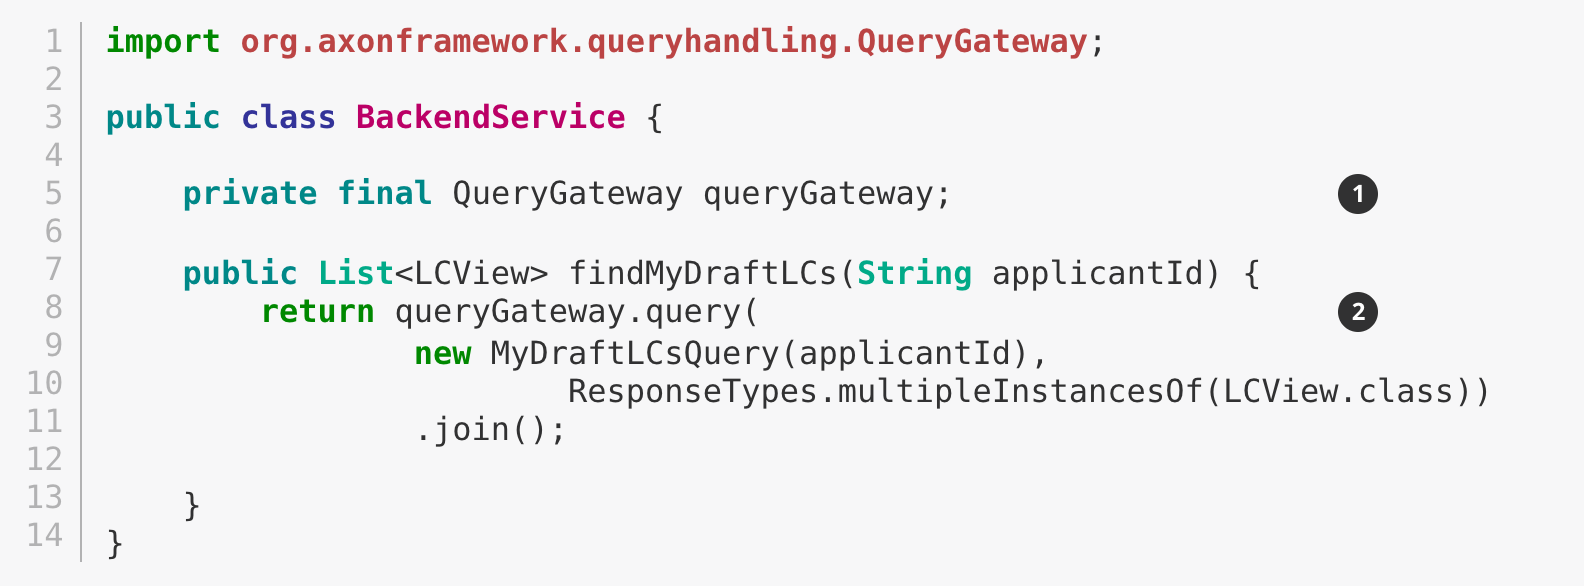 1 import org.axonframework.queryhandling.QueryGateway;
2
3 public class BackendService {
4
5     private final QueryGateway queryGateway; 1
6
7     public List<LCView> findMyDraftLCs(String applicantId) {
8         return queryGateway.query( 2
9                 new MyDraftLCsQuery(applicantId),
10                         ResponseTypes.multipleInstancesOf(LCView.class))
11                 .join();
12
13     }
14 }